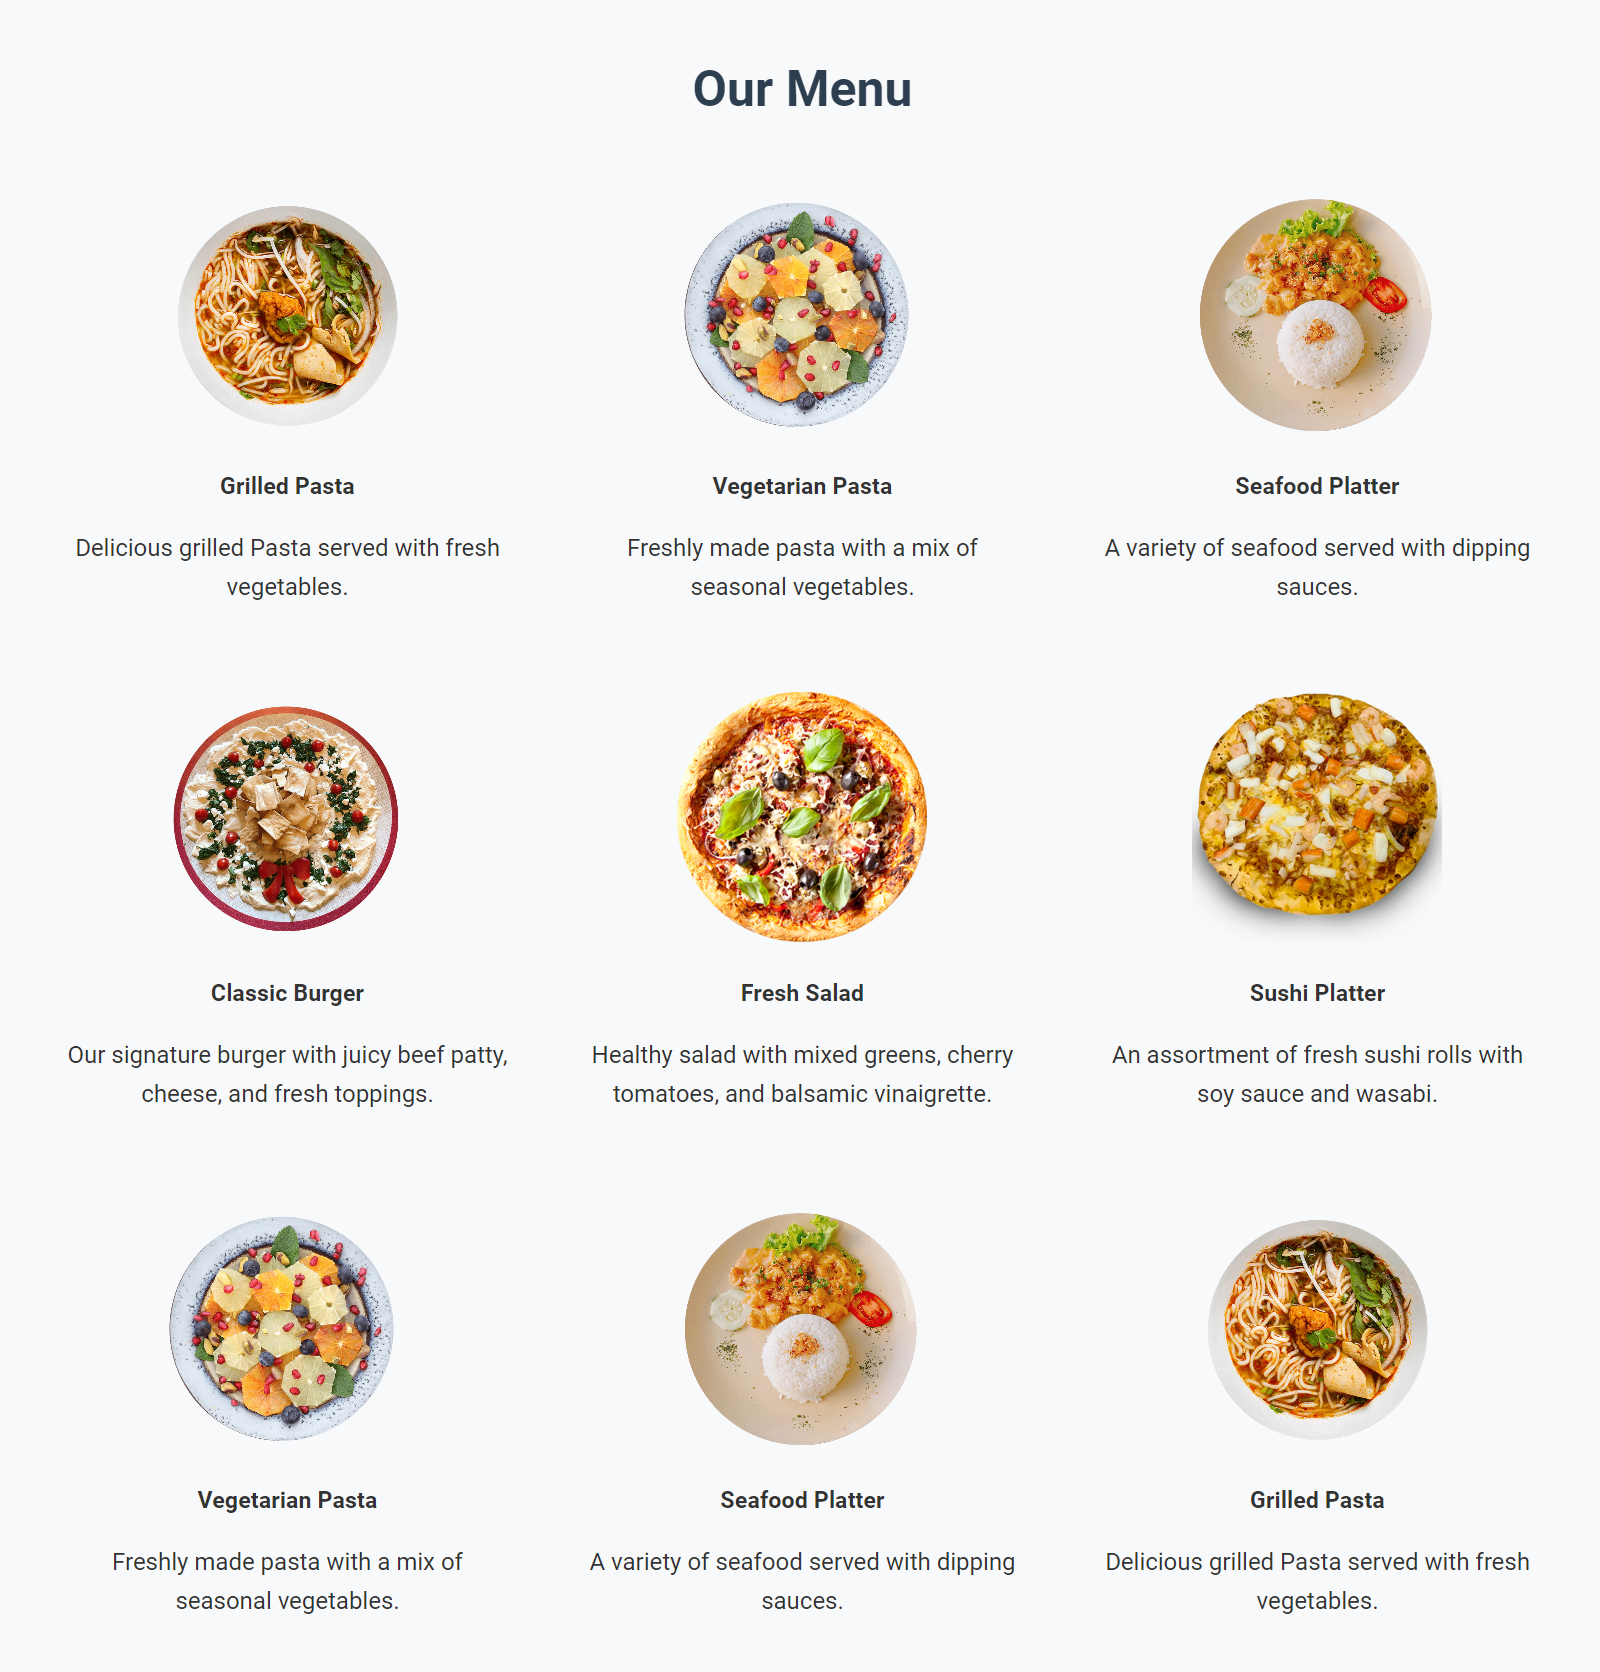 Our Menu
Grilled Pasta
Delicious grilled Pasta served with fresh
vegetables.
Vegetarian Pasta
Freshly made pasta with a mix of
seasonal vegetables.
Seafood Platter
A variety of seafood served with dipping
sauces.
Classic Burger
Our signature burger with juicy beef patty,
cheese, and fresh toppings.
Fresh Salad
Healthy salad with mixed greens, cherry
tomatoes, and balsamic vinaigrette.
Sushi Platter
An assortment of fresh sushi rolls with
soy sauce and wasabi.
Vegetarian Pasta
Freshly made pasta with a mix of
seasonal vegetables.
Seafood Platter
A variety of seafood served with dipping
sauces.
Grilled Pasta
Delicious grilled Pasta served with fresh
vegetables.